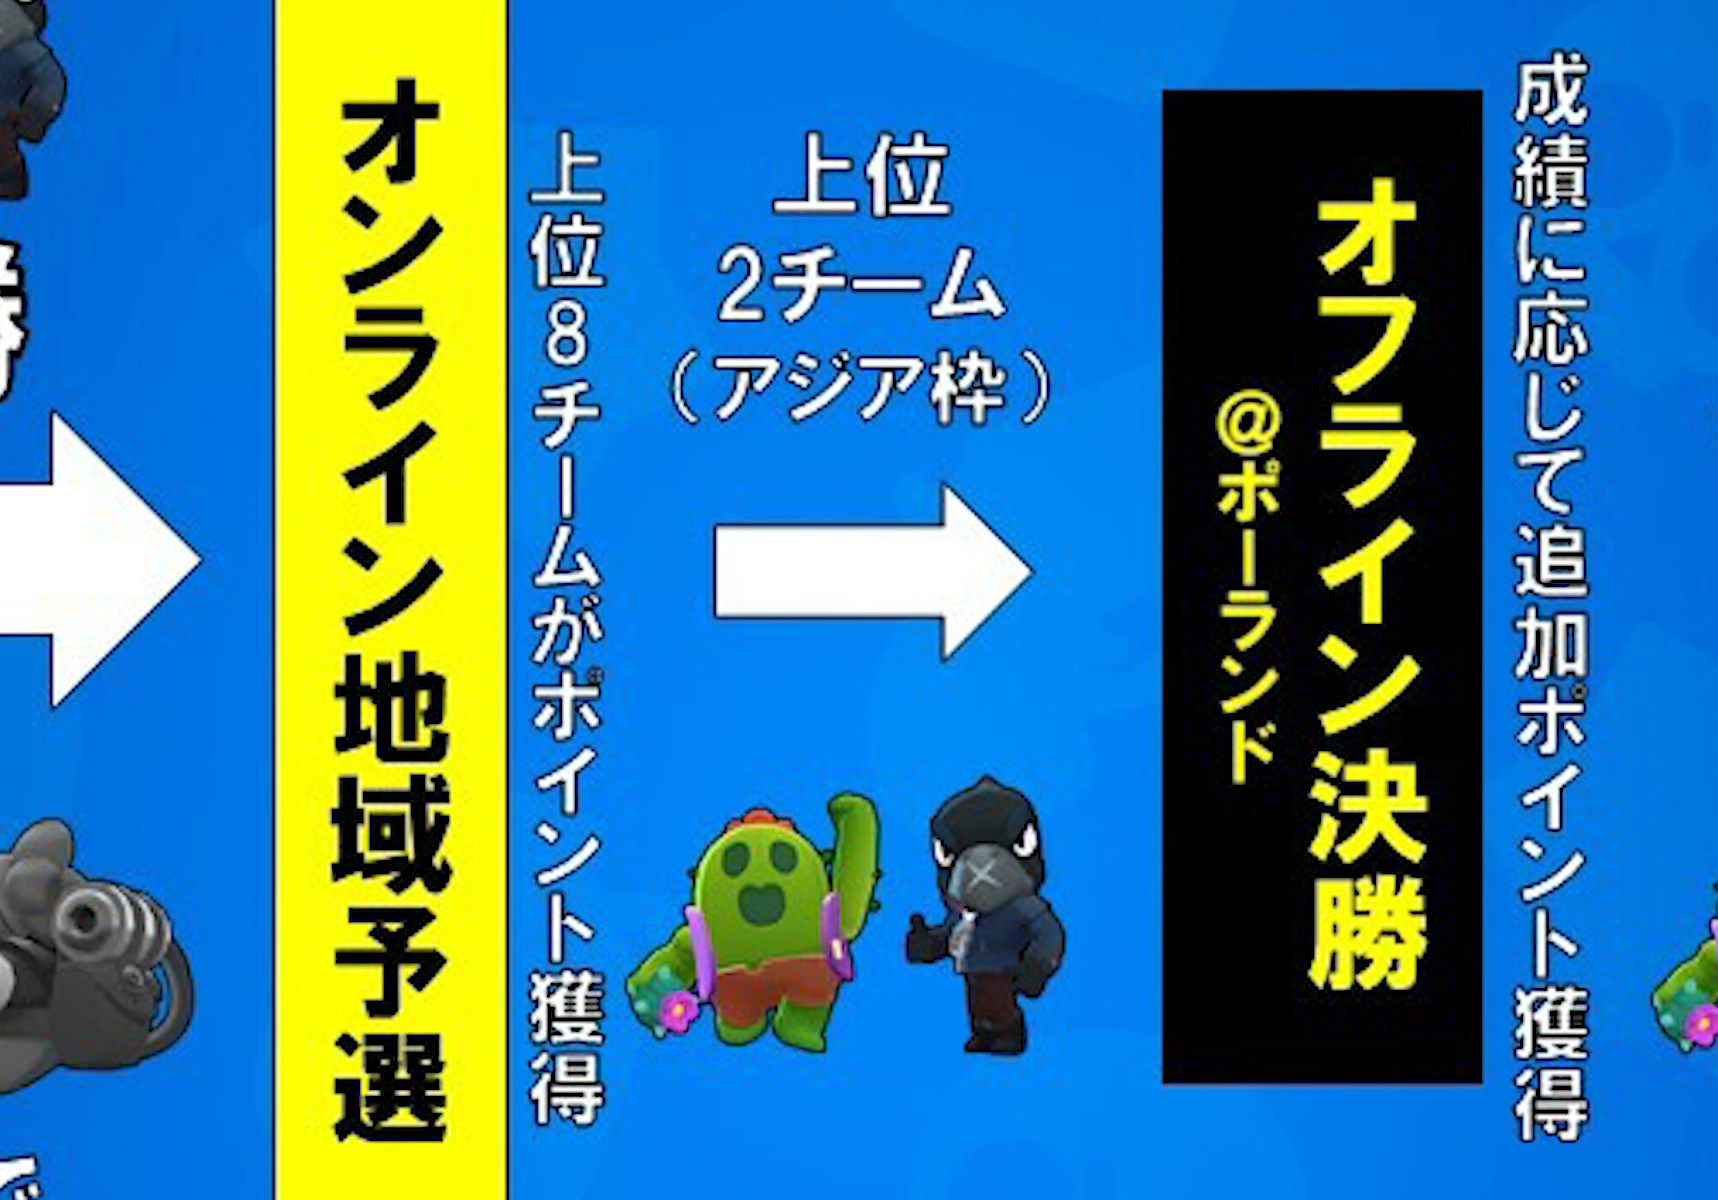 オンライン地域予選
上位8チームがポイント獲得
上位
2チーム
（アジア枠）
オフライン決勝
@ポーランド
成績に応じて追加ポイント獲得